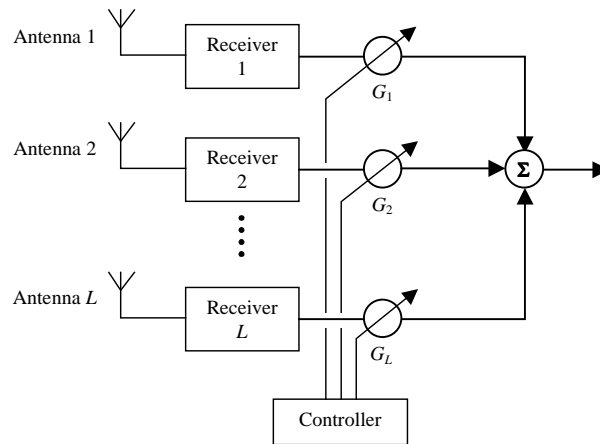 Antenna 1
Receiver
1
G1
Antenna 2
Receiver
2
G2
Σ
Antenna L
Receiver
L
GL
Controller